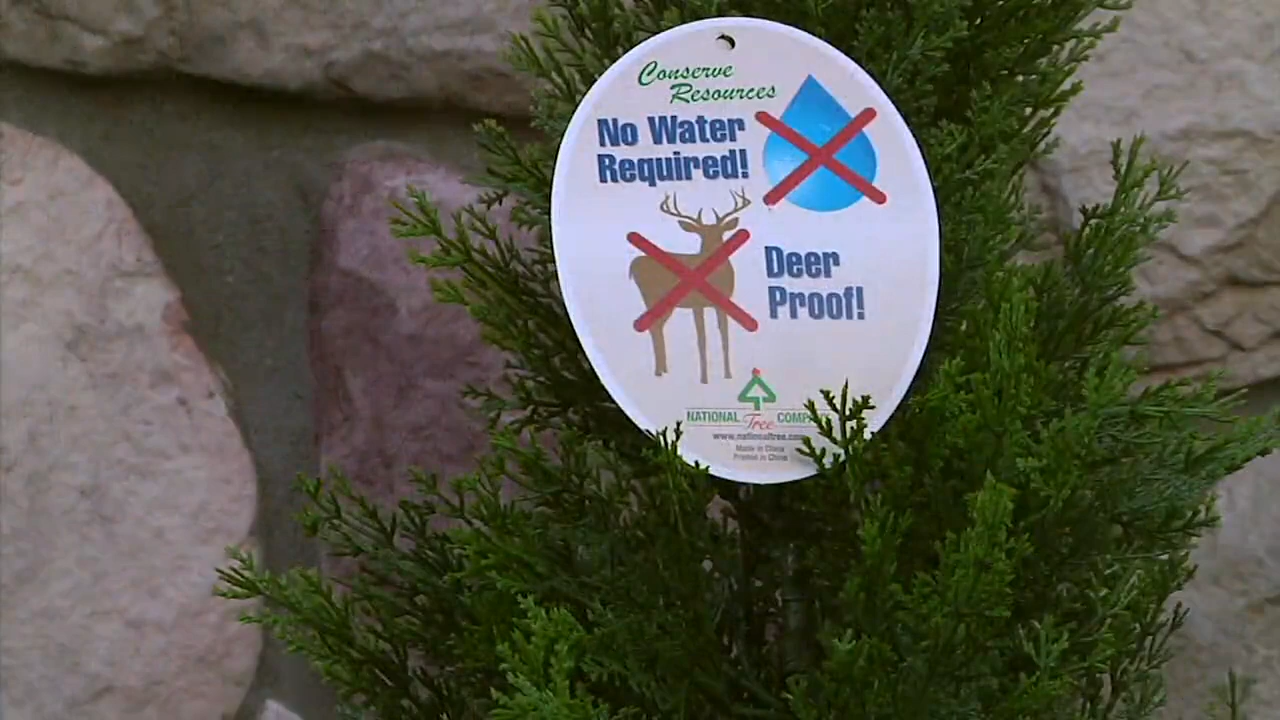 Conserve
Resources
No Water
Required!
Deer
Proof!
NATIONAL Tree
www.nationaltree.com
Made in China
Printed in China